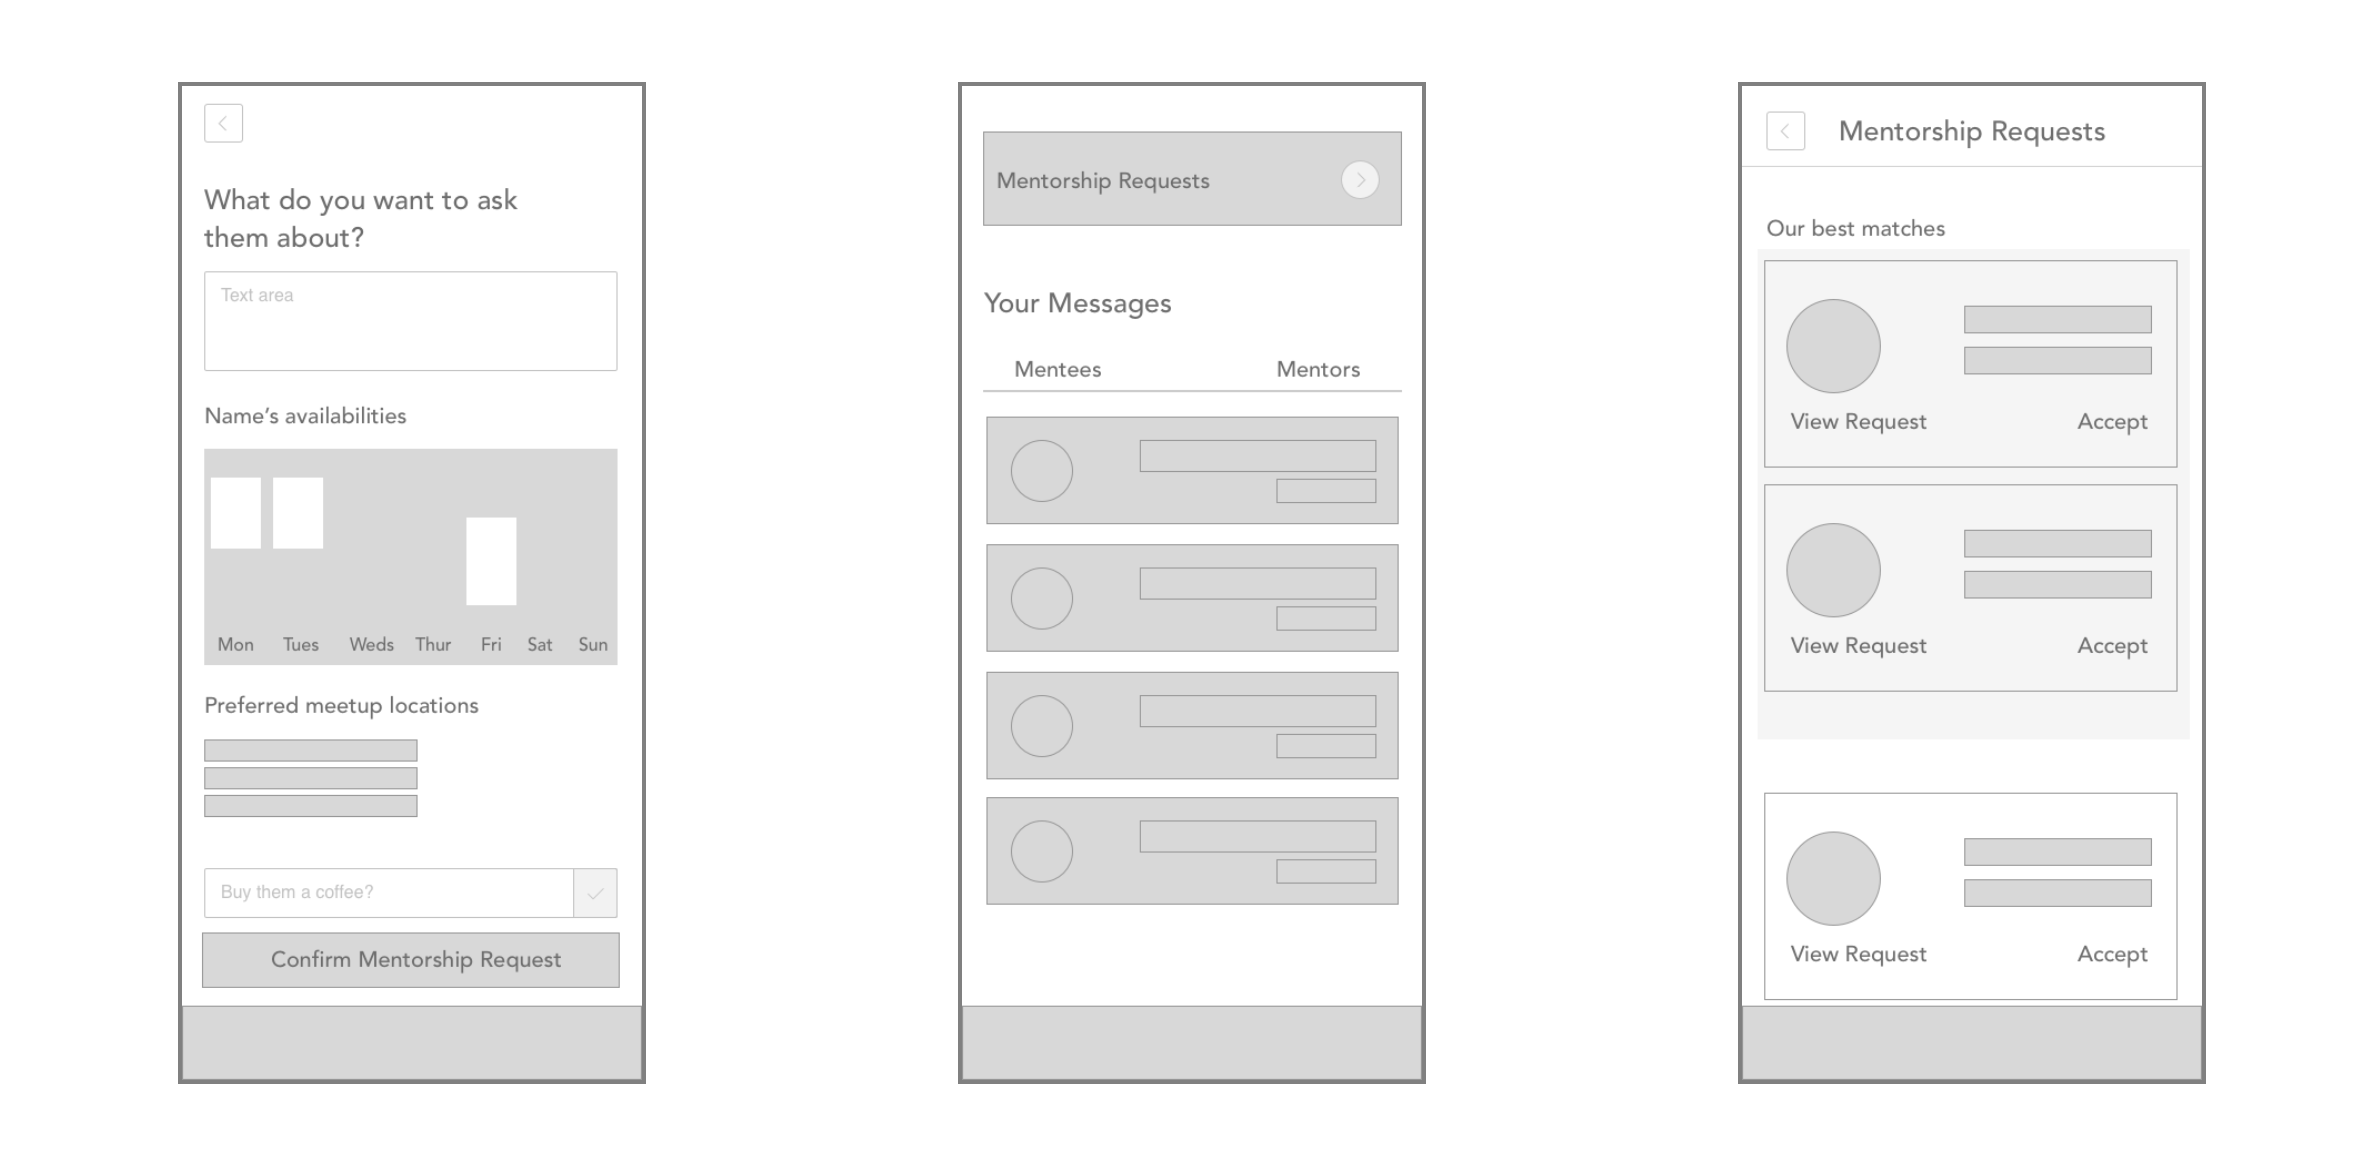 What do you want to ask
them about?
Text area
Name’s availabilities
Mon Tues Weds Thur Fri Sat Sun
Preferred meetup locations
Buy them a coffee?
Confirm Mentorship Request
Mentorship Requests
Your Messages
Mentees Mentors
Mentorship Requests
Our best matches
View Request Accept
View Request Accept
View Request Accept